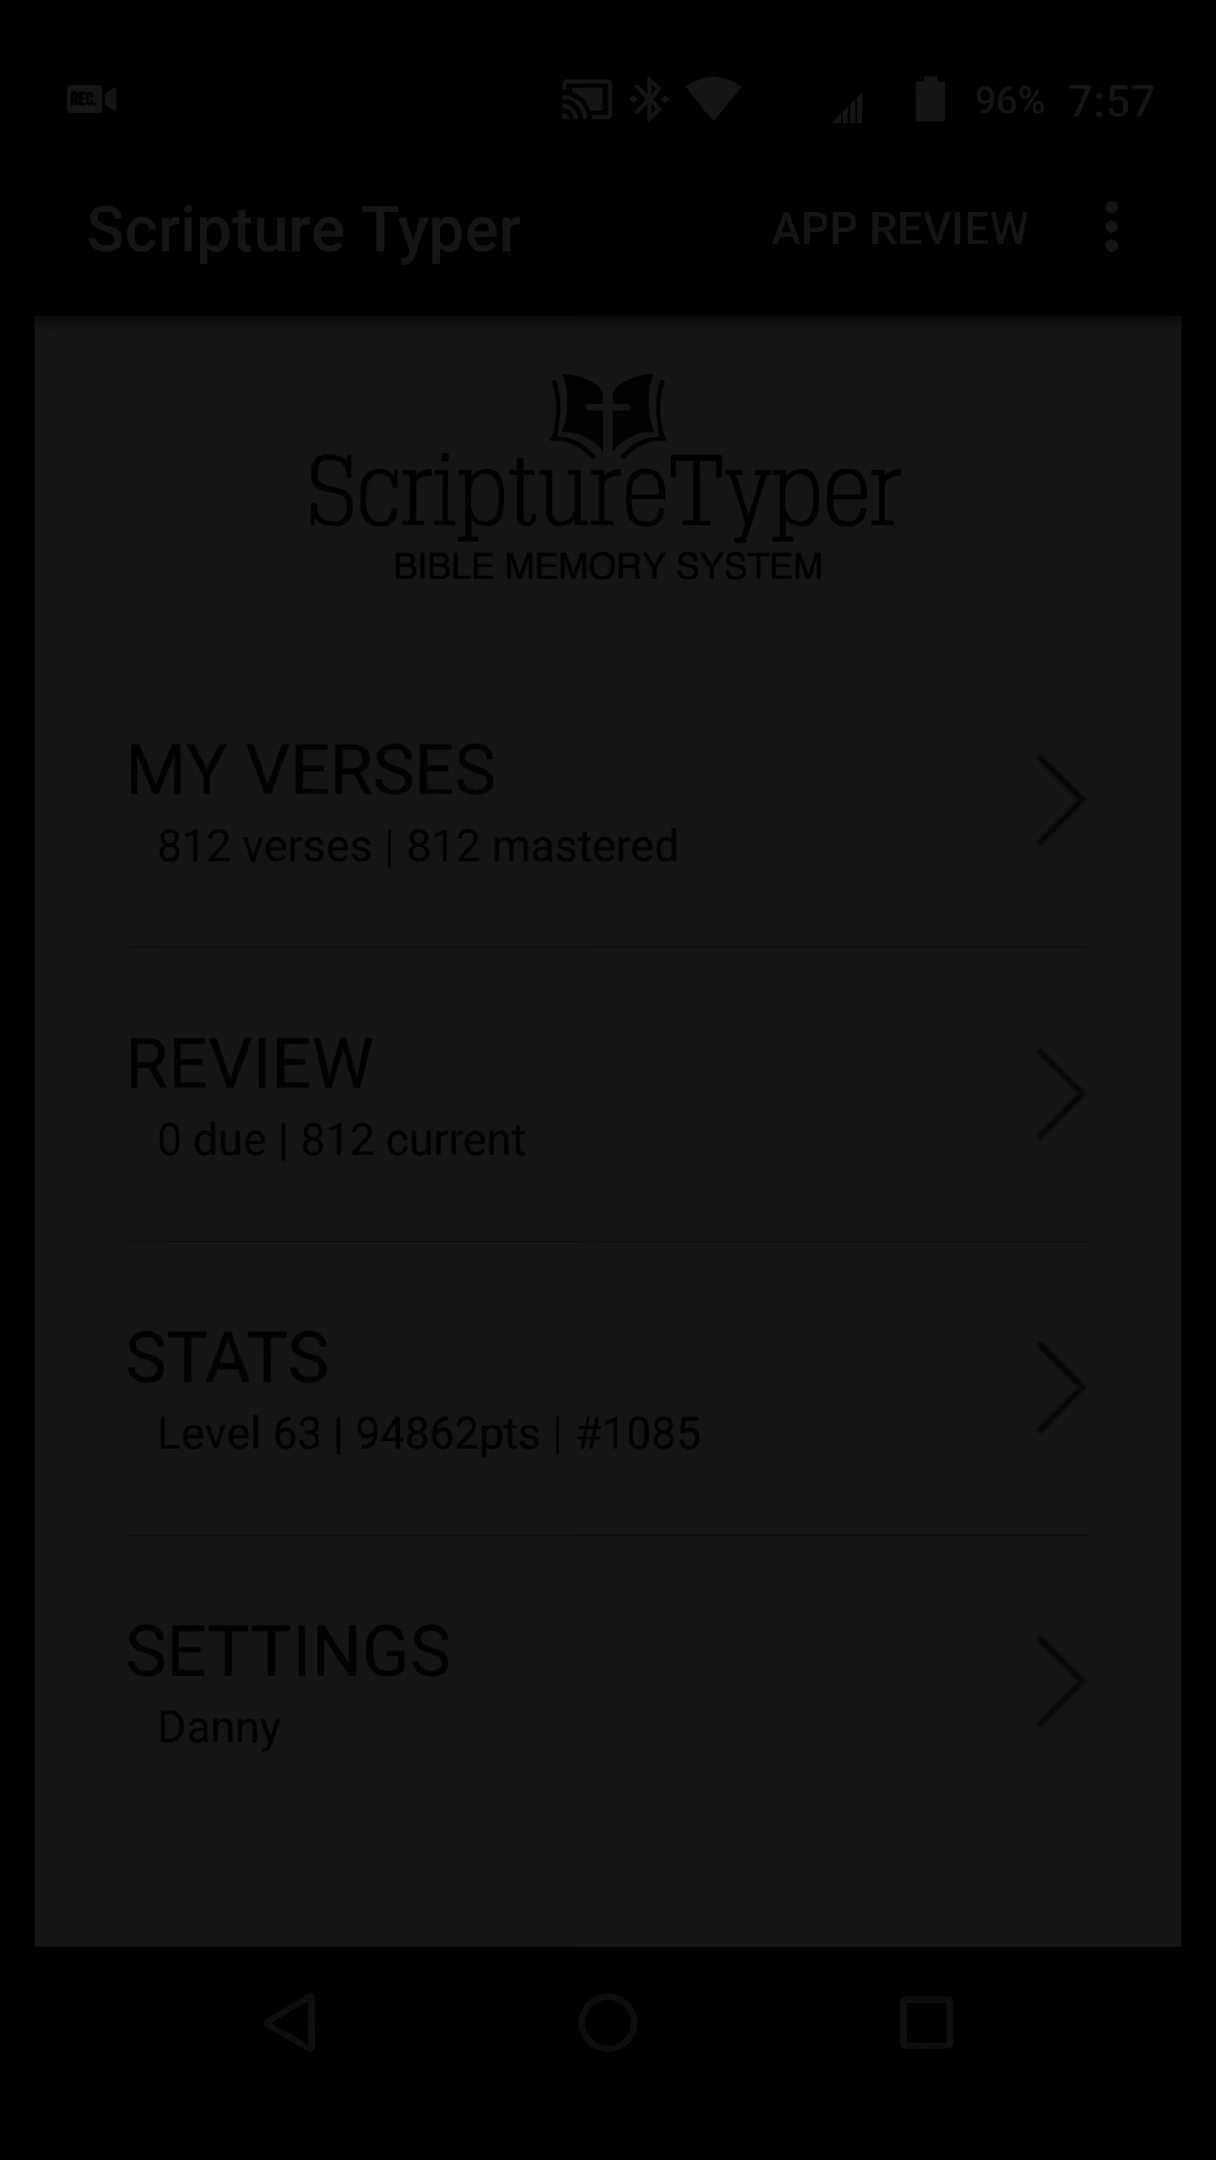 REC.
96% 7:57
Scripture Typer APP REVIEW
ScriptureTyper
BIBLE MEMORY SYSTEM
MY VERSES
812 verses | 812 mastered
REVIEW
0 due | 812 current
STATS
Level 63 | 94862pts | #1085
SETTINGS
Danny